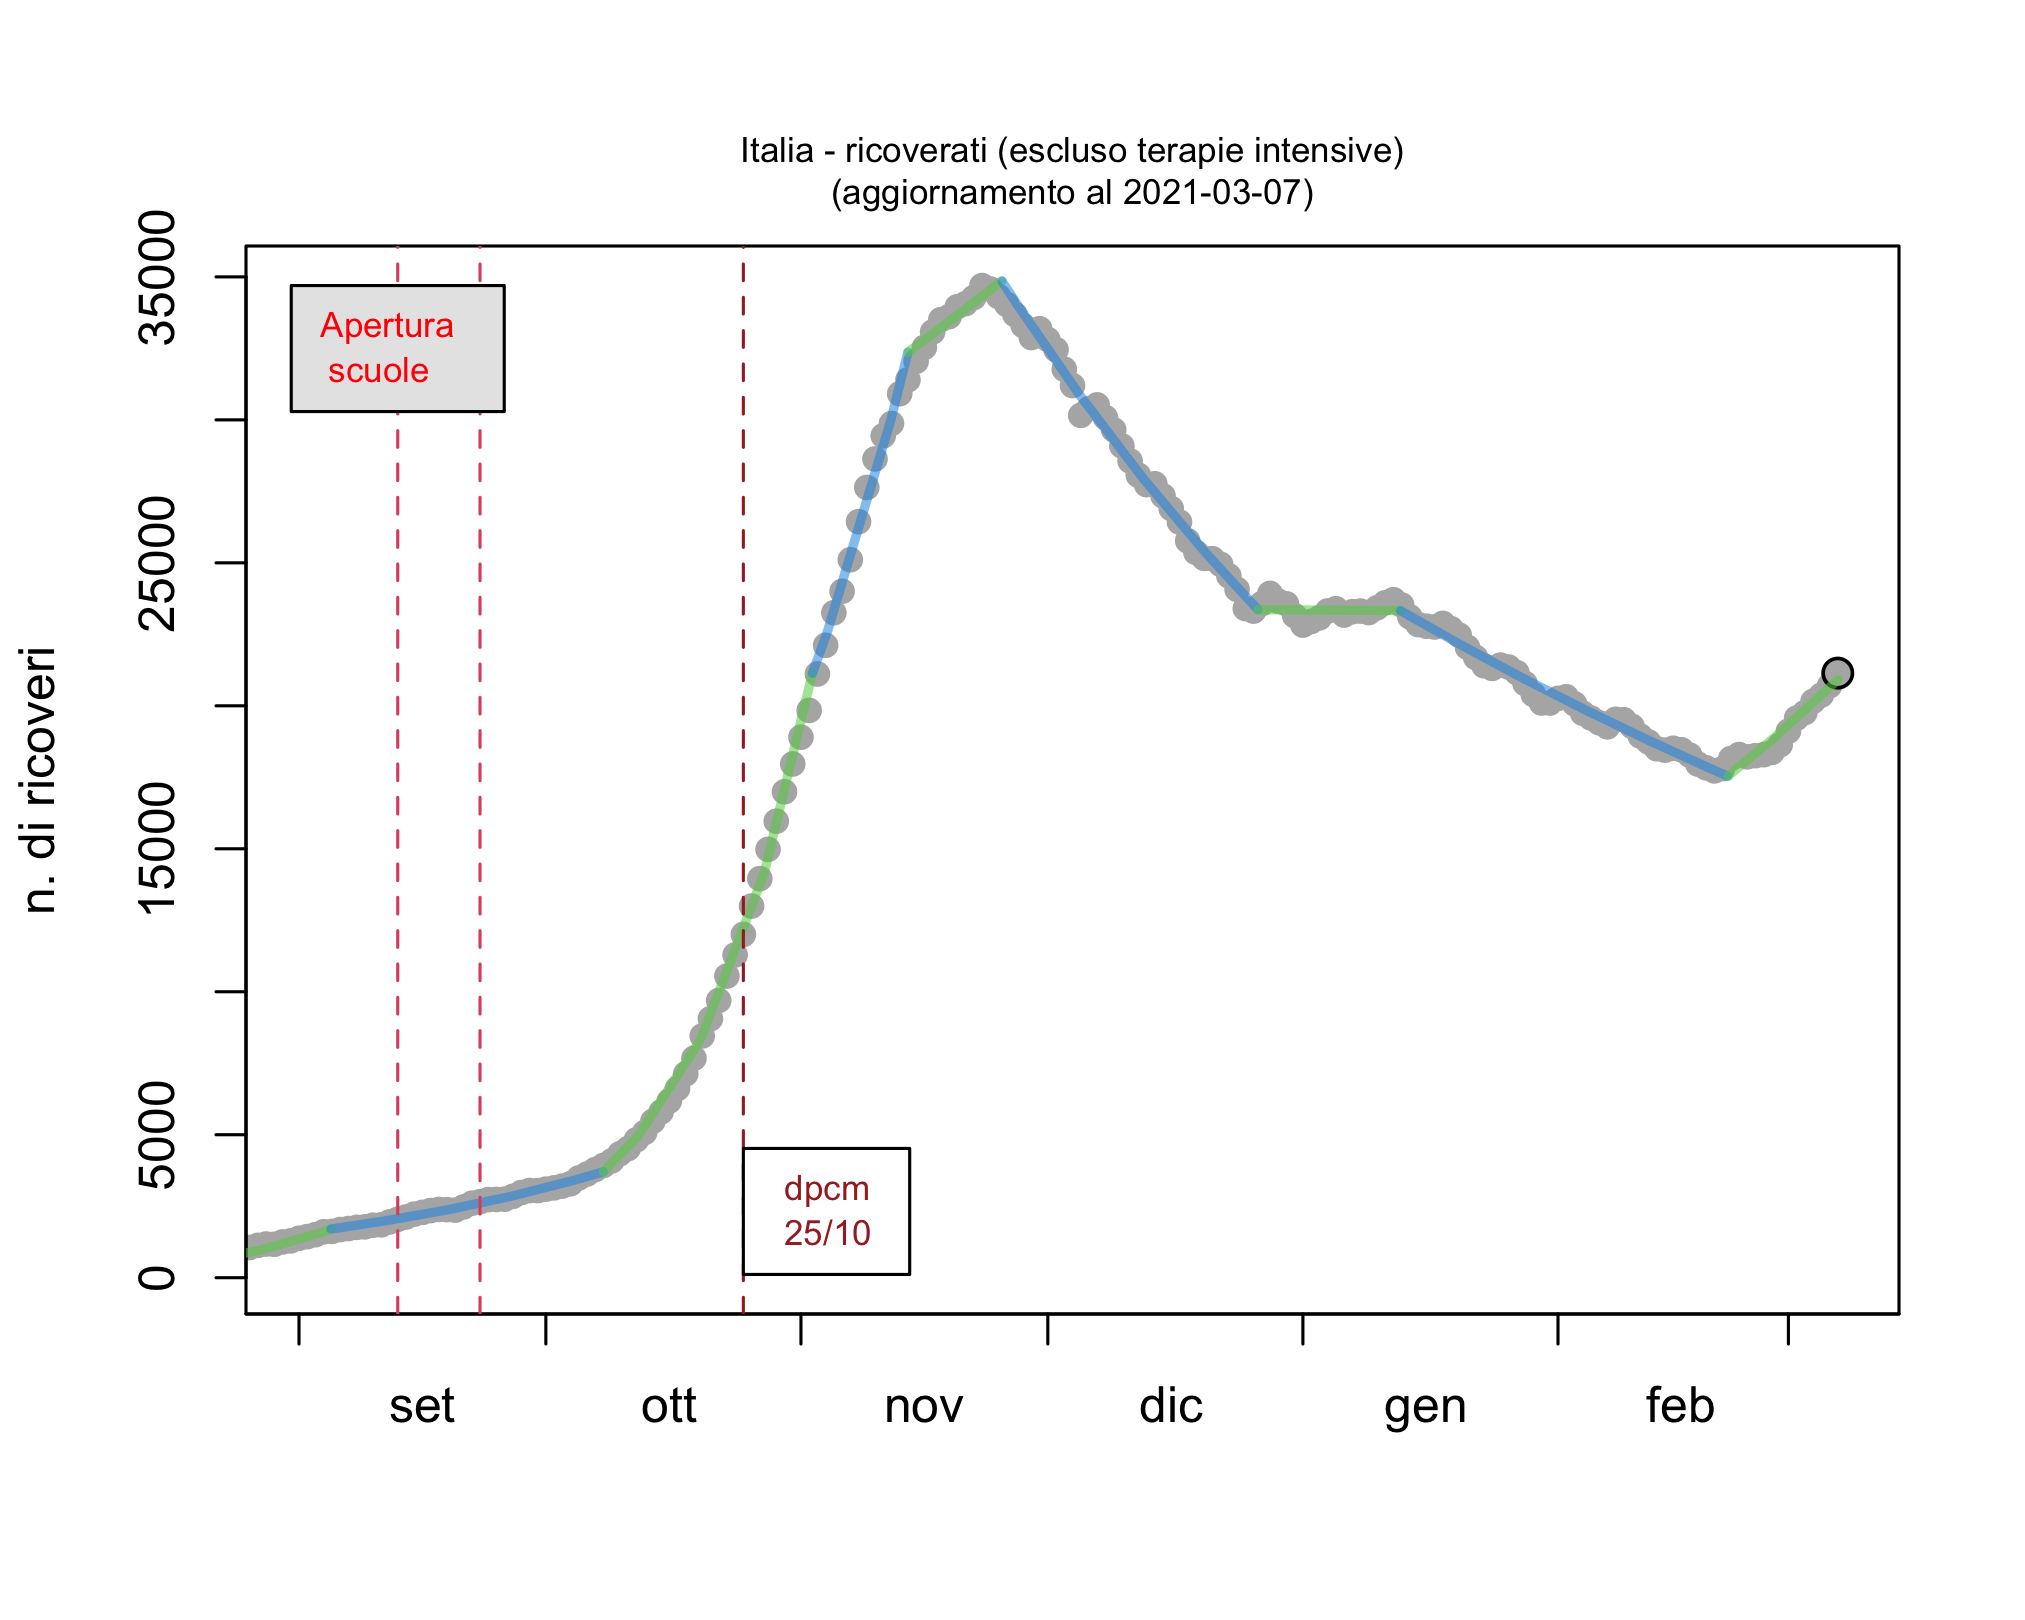 Italia - ricoverati (escluso terapie intensive)
(aggiornamento al 2021-03-07)
n. di ricoveri
35000
25000
15000
5000
0
Apertura
scuole
dpcm
25/10
set ott nov dic gen feb